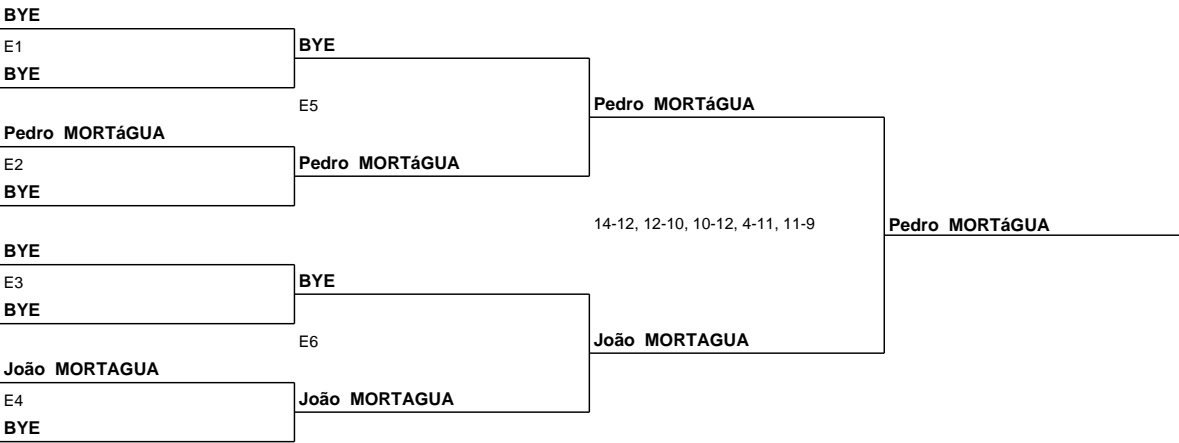 BYE
E1
BYE
BYE
E5
Pedro MORTáGUA
Pedro MORTáGUA
E2
Pedro MORTáGUA
BYE
14-12, 12-10, 10-12, 4-11, 11-9
Pedro MORTáGUA
BYE
E3
BYE
BYE
E6
João MORTAGUA
João MORTAGUA
E4
João MORTAGUA
BYE